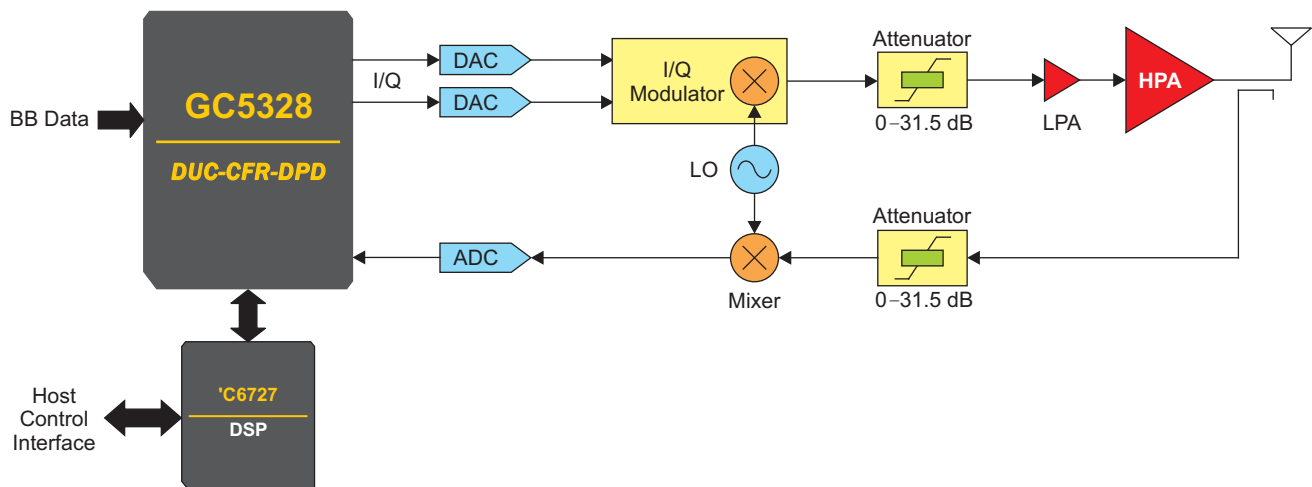 BB Data
GC5328
DUC-CFR-DPD
I/Q
DAC
DAC
I/Q
Modulator
Attenuator
0–31.5 dB
LPA
HPA
LO
ADC
Mixer
Attenuator
0–31.5 dB
Host
Control
Interface
'C6727
DSP